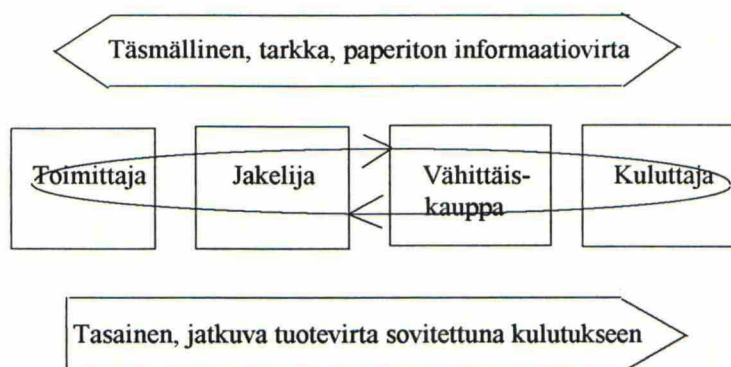 Täsmällinen, tarkka, paperiton informaatiovirta
Toimittaja
Jakelija
Vähittäis-
kauppa
Kuluttaja
Tasainen, jatkuva tuotevirta sovitettuna kulutukseen